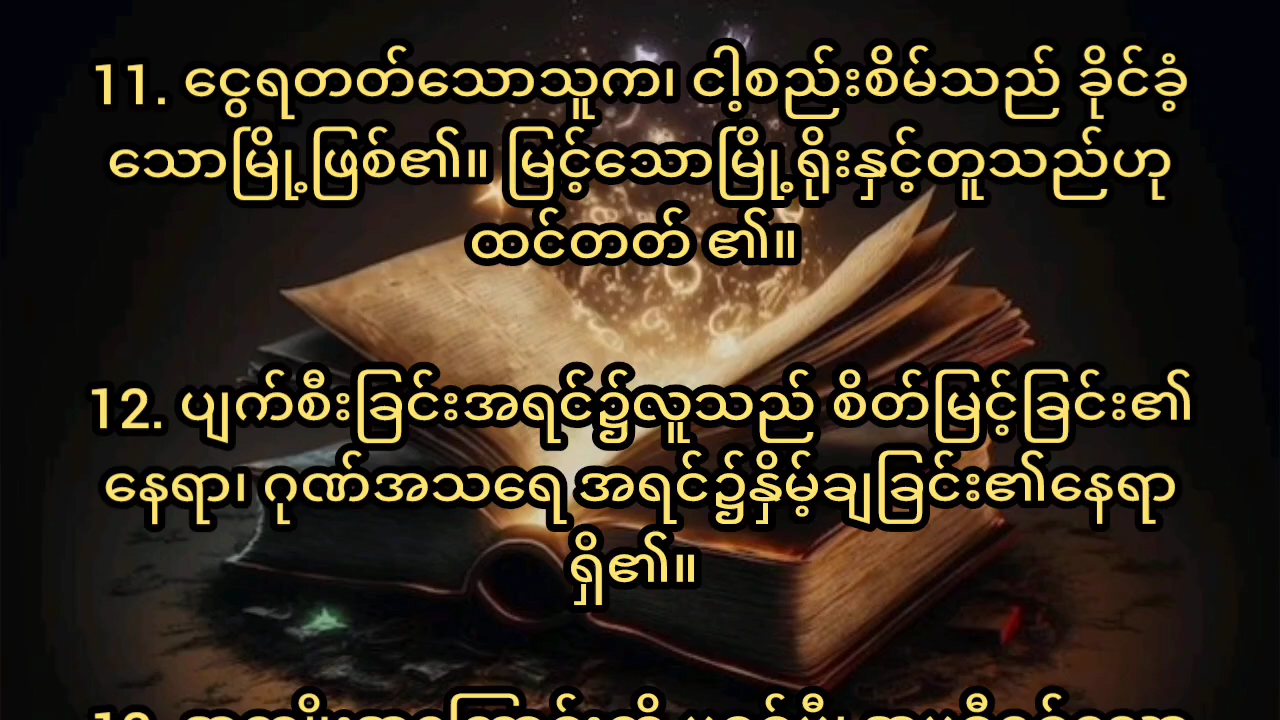 11. ငွေရတတ်သောသူက၊ ငါ့စည်းစိမ်သည် ခိုင်ခံ့
သောမြို့ဖြစ်၏။ မြင့်သောမြို့ရိုးနှင့်တူသည်ဟု
ထင်တတ် ၏။
12. ပျက်စီးခြင်းအရင်၌လူသည် စိတ်မြင့်ခြင်း၏
နေရာ၊ ဂုဏ်အသရေ အရင်၌နှိမ့်ချခြင်း၏နေရာ
ရှိ၏။